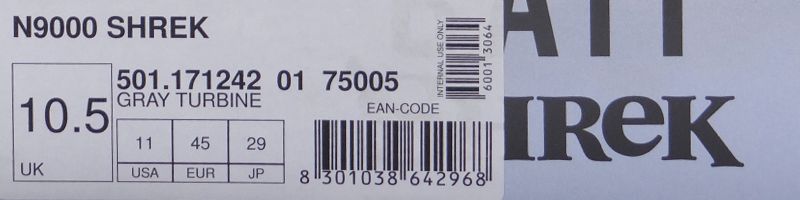 N9000 SHREK
501.171242 01 75005
GRAY TURBINE
10.5
UK
11 45 29
USA EUR JP
EAN-CODE
8 301038 642968
INTERNAL USE ONLY
6001 3064